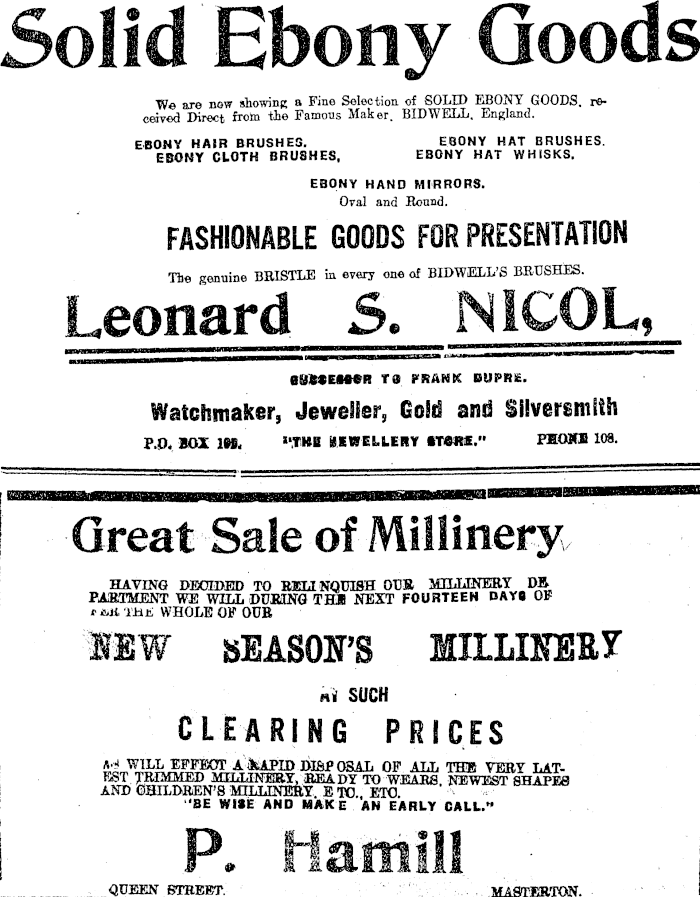 Solid Ebony Goods
We are now showing a Fine Selection of SOLID EBONY GOODS, re-
ceived Direct from the Famous Maker, BIDWELL, England.
EBONY HAIR BRUSHES. EBONY HAT BRUSHES.
EBONY CLOTH BRUSHES, EBONY HAT WHISKS.
EBONY HAND MIRRORS.
Oval and Round.
FASHIONABLE GOODS FOR PRESENTATION
The genuine BRISTLE in every one of BIDWELL'S BRUSHES.
Leonard S. NICOL,
SUCCESSOR TO FRANK DUPRE.
Watchmaker, Jeweller, Gold and Silversmith
P.O. BOX "THE JEWELLERY STORE." PHONE 108.
Great Sale of Millinery
HAVING DECIDED TO RELINQUISH OUR MILLINERY DE
PARTMENT WE WILL DURING THE NEXT FOURTEEN DAYS OF
FER THE WHOLE OF OUR
NEW SEASON'S MILLINERY
AT SUCH
CLEARING PRICES
AS WILL EFFECT A RAPID DISPOSAL OF ALL THE VERY LAT-
EST TRIMMED MILLINERY, READY TO WEARS, NEWEST SHAPES
AND CHILDREN'S MILLINERY, ETO., ETO.
"BE WISE AND MAKE AN EARLY CALL."
P. Hamill
QUEEN STREET. MASTERTON.